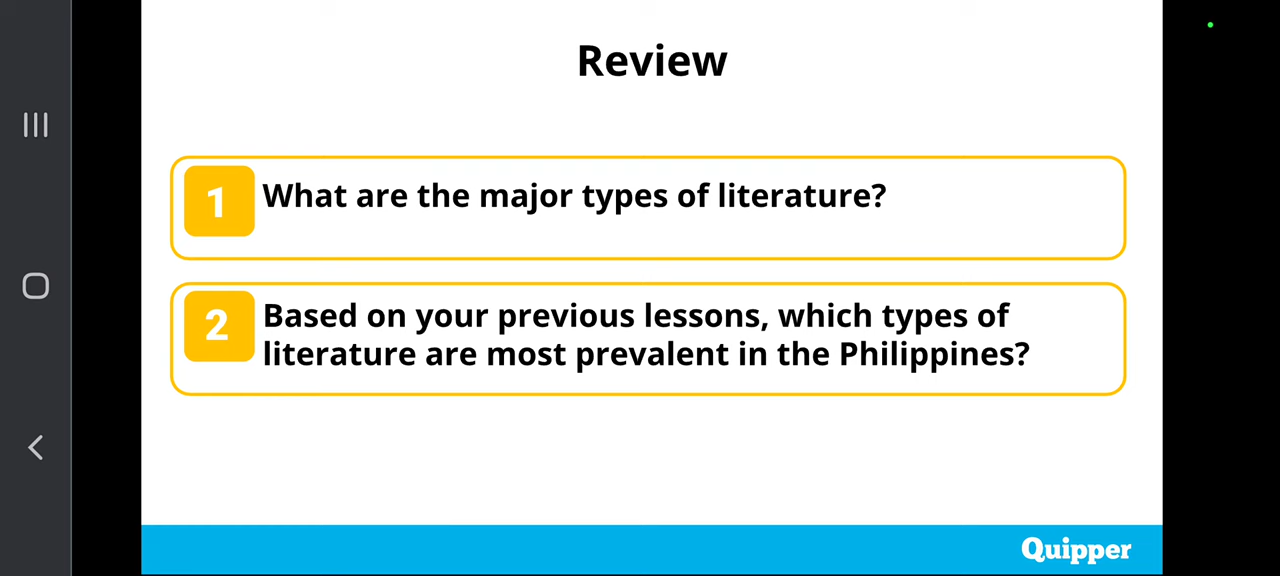 Review
1 What are the major types of literature?
2 Based on your previous lessons, which types of
literature are most prevalent in the Philippines?
Quipper